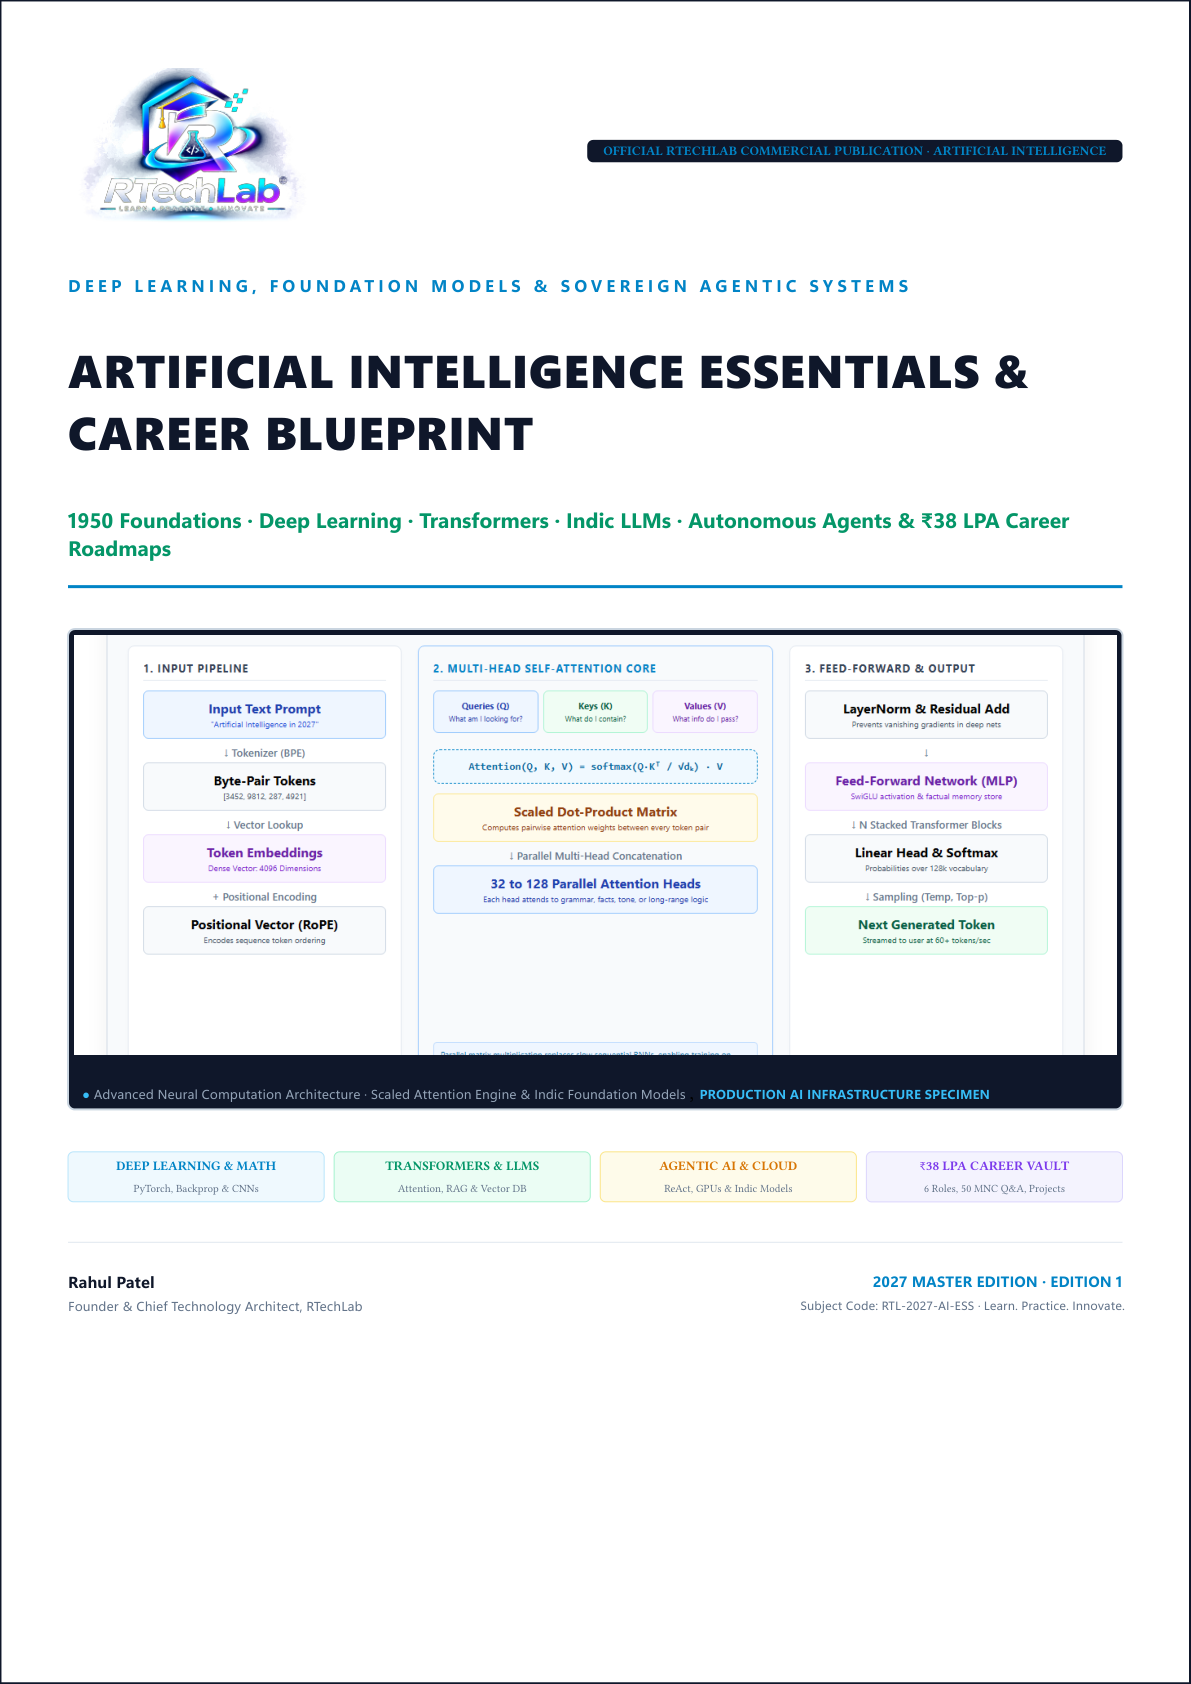 RTechLab
OFFICIAL RTECHLAB COMMERCIAL PUBLICATION · ARTIFICIAL INTELLIGENCE
DEEP LEARNING, FOUNDATION MODELS & SOVEREIGN AGENTIC SYSTEMS
ARTIFICIAL INTELLIGENCE ESSENTIALS &
CAREER BLUEPRINT
1950 Foundations · Deep Learning · Transformers · Indic LLMs · Autonomous Agents & ₹38 LPA Career
Roadmaps
1. INPUT PIPELINE
Input Text Prompt
"Artificial Intelligence in 2027"
↓ Tokenizer (BPE)
Byte-Pair Tokens
[3452, 9812, 287, 4921]
↓ Vector Lookup
Token Embeddings
Dense Vector: 4096 Dimensions
+ Positional Encoding
Positional Vector (RoPE)
Encodes sequence token ordering
2. MULTI-HEAD SELF-ATTENTION CORE
Queries (Q)
What am I looking for?
Keys (K)
What do I contain?
Values (V)
What info do I pass?
Attention(Q, K, V) = softmax(Q·Kᵀ / √dₖ) · V
Scaled Dot-Product Matrix
Computes pairwise attention weights between every token pair
↓ Parallel Multi-Head Concatenation
32 to 128 Parallel Attention Heads
Each head attends to grammar, facts, tone, or long-range logic
Parallel matrix multiplication replaces slow sequential RNNs, enabling training on
3. FEED-FORWARD & OUTPUT
LayerNorm & Residual Add
Prevents vanishing gradients in deep nets
↓
Feed-Forward Network (MLP)
SwiGLU activation & factual memory store
↓ N Stacked Transformer Blocks
Linear Head & Softmax
Probabilities over 128k vocabulary
↓ Sampling (Temp, Top-p)
Next Generated Token
Streamed to user at 60+ tokens/sec
● Advanced Neural Computation Architecture · Scaled Attention Engine & Indic Foundation Models , PRODUCTION AI INFRASTRUCTURE SPECIMEN
DEEP LEARNING & MATH
PyTorch, Backprop & CNNs
TRANSFORMERS & LLMS
Attention, RAG & Vector DB
AGENTIC AI & CLOUD
ReAct, GPUs & Indic Models
₹38 LPA CAREER VAULT
6 Roles, 50 MNC Q&A, Projects
Rahul Patel
Founder & Chief Technology Architect, RTechLab
2027 MASTER EDITION · EDITION 1
Subject Code: RTL-2027-AI-ESS · Learn. Practice. Innovate.